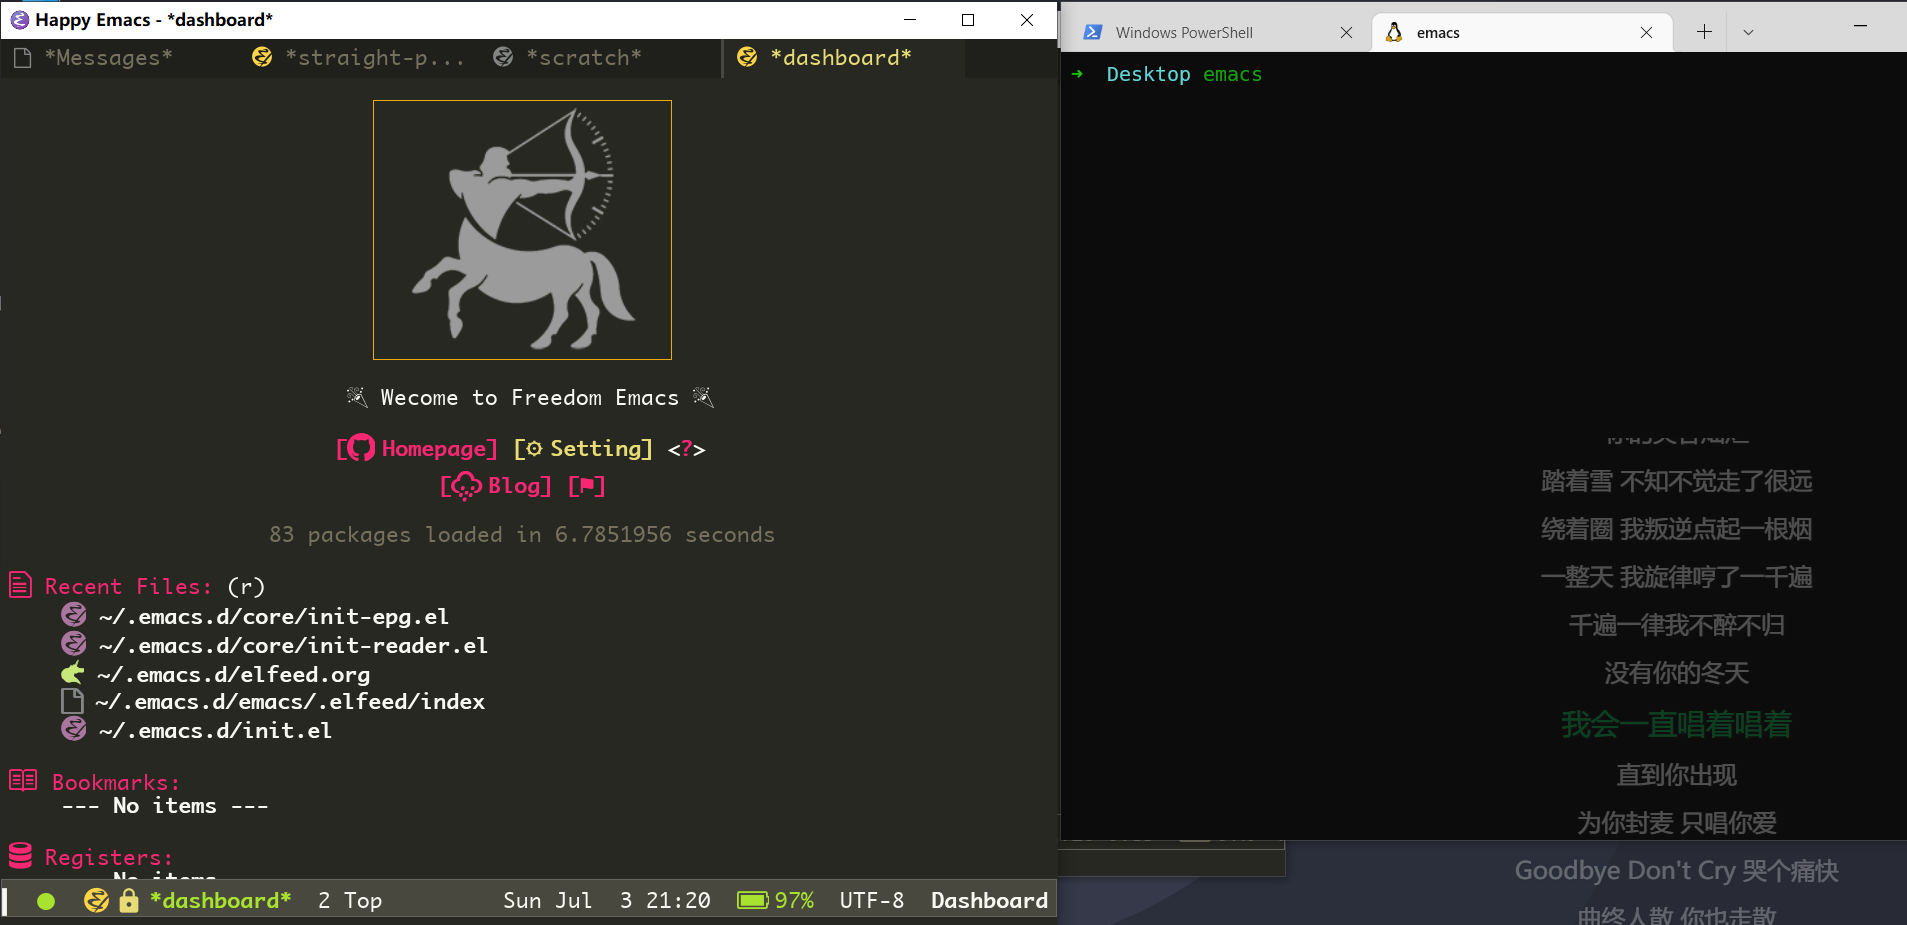 Happy Emacs - *dashboard*
*Messages* *straight-p... *scratch* *dashboard*
Wecome to Freedom Emacs
[Homepage] [Setting] <?>
[Blog] []
83 packages loaded in 6.7851956 seconds
Recent Files: (r)
~/.emacs.d/core/init-epg.el
~/.emacs.d/core/init-reader.el
~/.emacs.d/elfeed.org
~/.emacs.d/emacs/.elfeed/index
~/.emacs.d/init.el
Bookmarks:
--- No items ---
Registers:
--- No items ---
*dashboard* 2 Top Sun Jul 3 21:20 97% UTF-8 Dashboard
Windows PowerShell emacs
➜ Desktop emacs
踏着雪 不知不觉走了很远
绕着圈 我叛逆点起一根烟
一整天 我旋律哼了一千遍
千遍一律我不醉不归
没有你的冬天
我会一直唱着唱着
直到你出现
为你封麦 只唱你爱
Goodbye Don't Cry 哭个痛快
曲终人散 你也走散